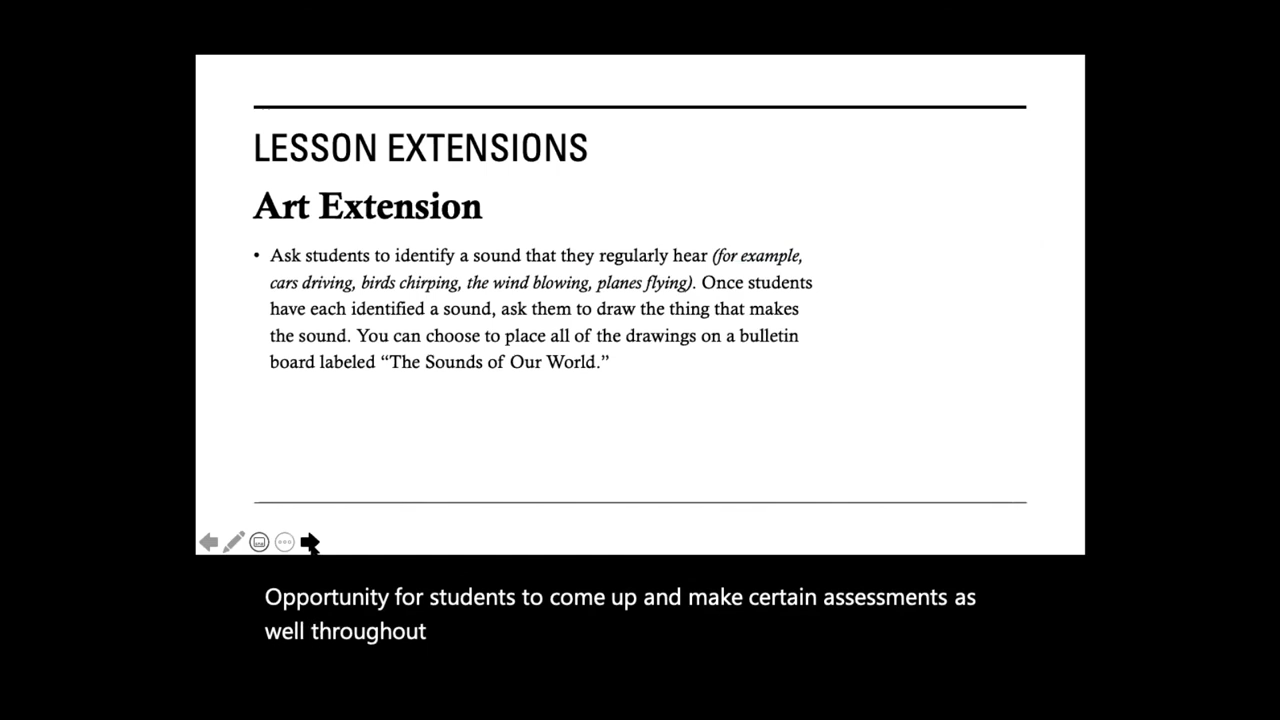 LESSON EXTENSIONS
Art Extension
• Ask students to identify a sound that they regularly hear (for example,
cars driving, birds chirping, the wind blowing, planes flying). Once students
have each identified a sound, ask them to draw the thing that makes
the sound. You can choose to place all of the drawings on a bulletin
board labeled “The Sounds of Our World.”
Opportunity for students to come up and make certain assessments as
well throughout